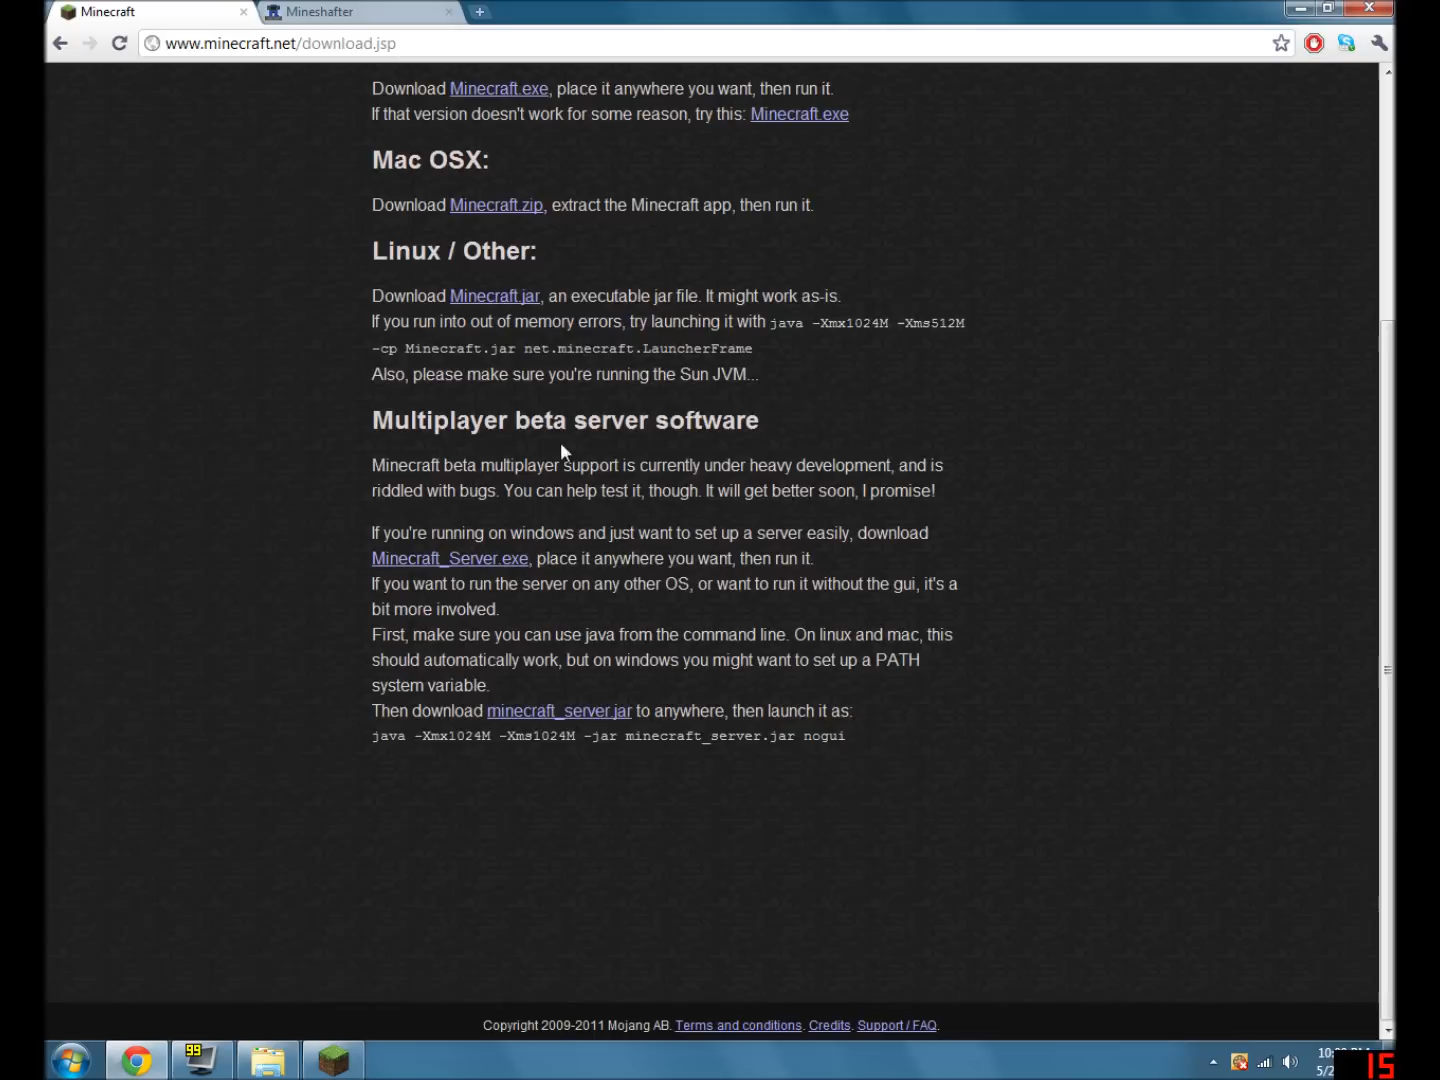 Minecraft
Mineshafter
www.minecraft.net/download.jsp
Download Minecraft.exe, place it anywhere you want, then run it.
If that version doesn't work for some reason, try this: Minecraft.exe
Mac OSX:
Download Minecraft.zip, extract the Minecraft app, then run it.
Linux / Other:
Download Minecraft.jar, an executable jar file. It might work as-is.
If you run into out of memory errors, try launching it with java -Xmx1024M -Xms512M
-cp Minecraft.jar net.minecraft.LauncherFrame
Also, please make sure you're running the Sun JVM...
Multiplayer beta server software
Minecraft beta multiplayer support is currently under heavy development, and is
riddled with bugs. You can help test it, though. It will get better soon, I promise!
If you're running on windows and just want to set up a server easily, download
Minecraft_Server.exe, place it anywhere you want, then run it.
If you want to run the server on any other OS, or want to run it without the gui, it's a
bit more involved.
First, make sure you can use java from the command line. On linux and mac, this
should automatically work, but on windows you might want to set up a PATH
system variable.
Then download minecraft_server.jar to anywhere, then launch it as:
java -Xmx1024M -Xms1024M -jar minecraft_server.jar nogui
Copyright 2009-2011 Mojang AB. Terms and conditions. Credits. Support / FAQ.
99
15